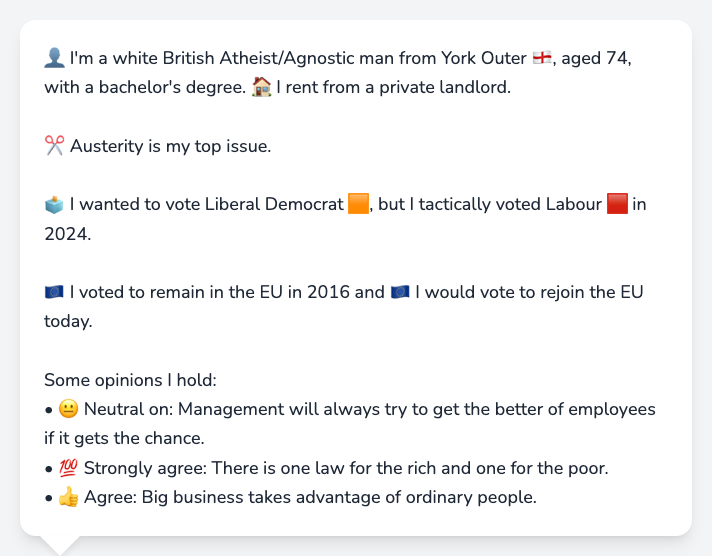 👤 I'm a white British Atheist/Agnostic man from York Outer 🏴󠁧󠁢󠁥󠁮󠁧󠁿, aged 74,
with a bachelor's degree. 🏠 I rent from a private landlord.
✂️ Austerity is my top issue.
🗳️ I wanted to vote Liberal Democrat 🟧, but I tactically voted Labour 🟥 in
2024.
🇪🇺 I voted to remain in the EU in 2016 and 🇪🇺 I would vote to rejoin the EU
today.
Some opinions I hold:
• 😐 Neutral on: Management will always try to get the better of employees
if it gets the chance.
• 💯 Strongly agree: There is one law for the rich and one for the poor.
• 👍 Agree: Big business takes advantage of ordinary people.